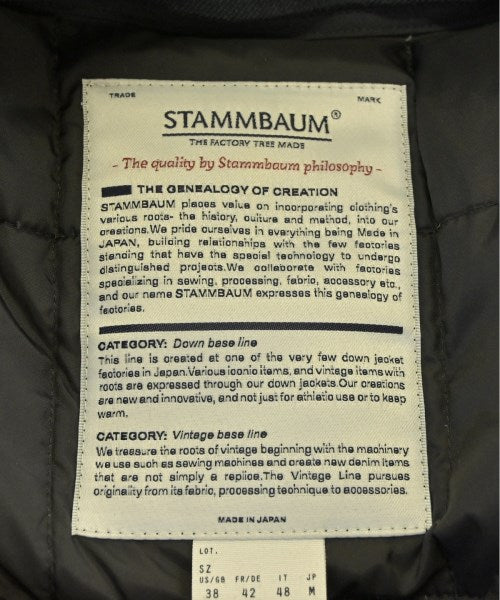 TRADE MARK
STAMMBAUM®
THE FACTORY TREE MADE
- The quality by Stammbaum philosophy -
THE GENEALOGY OF CREATION
STAMMBAUM places value on incorporating clothing's
various roots- the history, culture and method, into our
creations.We pride ourselves in everything being Made in
JAPAN, building relationships with the few factories
standing that have the special technology to undergo
distinguished projects.We collaborate with factories
specializing in sewing, processing, fabric, accessory etc.,
and our name STAMMBAUM expresses this genealogy of
factories.
CATEGORY: Down base line
This line is created at one of the very few down jacket
factories in Japan.Various iconic items, and vintage items with
roots are expressed through our down jackets.Our creations
are new and innovative, and not just for athletic use or to keep
warm.
CATEGORY: Vintage base line
We treasure the roots of vintage beginning with the machinery
we use such as sewing machines and create new denim items
that are not simply a replica.The Vintage Line pursues
originality from its fabric, processing technique to accessories.
MADE IN JAPAN
LOT.
SZ
US/GB FR/DE IT JP
38 42 48 M